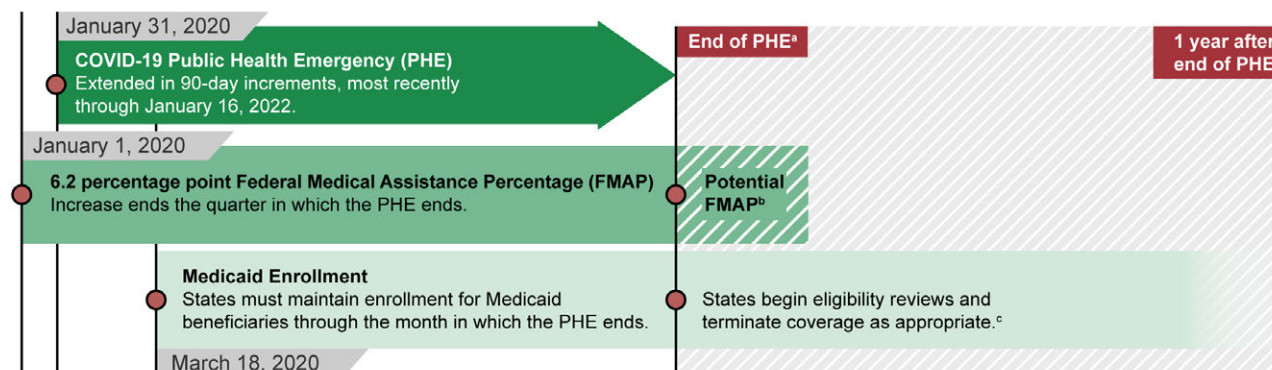 January 31, 2020
COVID-19 Public Health Emergency (PHE)
Extended in 90-day increments, most recently
through January 16, 2022.
End of PHEᵃ
1 year after
end of PHE
January 1, 2020
6.2 percentage point Federal Medical Assistance Percentage (FMAP)
Increase ends the quarter in which the PHE ends.
Potential
FMAPᵇ
Medicaid Enrollment
States must maintain enrollment for Medicaid
beneficiaries through the month in which the PHE ends.
States begin eligibility reviews and
terminate coverage as appropriate.ᶜ
March 18, 2020